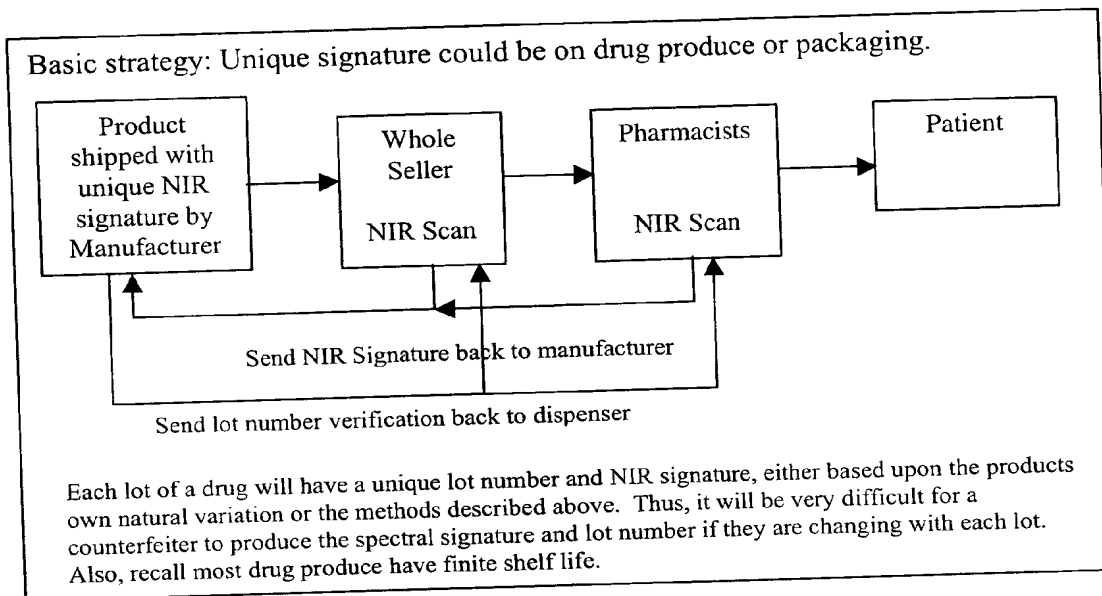 Basic strategy: Unique signature could be on drug produce or packaging.
Product
shipped with
unique NIR
signature by
Manufacturer
Whole
Seller
NIR Scan
Pharmacists
NIR Scan
Patient
Send NIR Signature back to manufacturer
Send lot number verification back to dispenser
Each lot of a drug will have a unique lot number and NIR signature, either based upon the products
own natural variation or the methods described above. Thus, it will be very difficult for a
counterfeiter to produce the spectral signature and lot number if they are changing with each lot.
Also, recall most drug produce have finite shelf life.